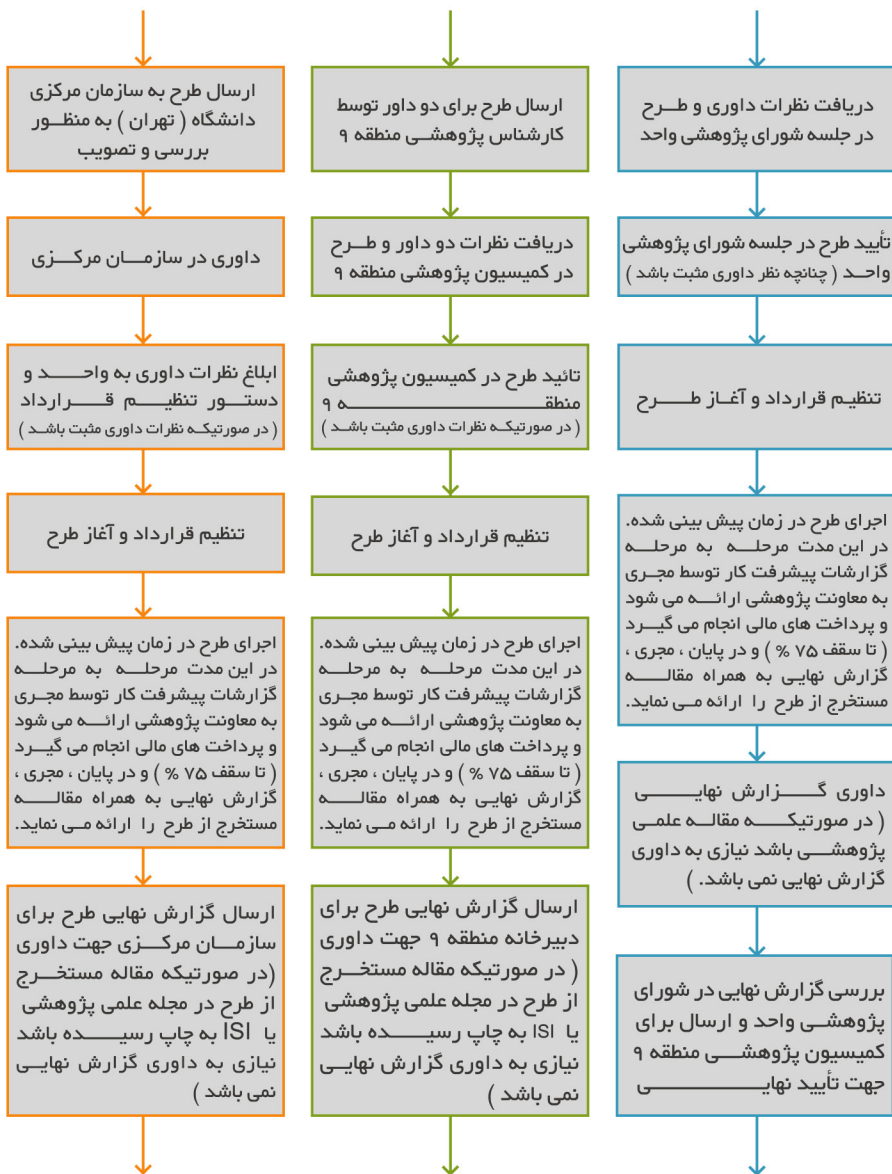 دریافت نظرات داوری و طرح
در جلسه شورای پژوهشی واحد
تأیید طرح در جلسه شورای پژوهشی
واحد ( چنانچه نظر داوری مثبت باشد )
تنظیم قرارداد و آغاز طرح
اجرای طرح در زمان پیش بینی شده.
در این مدت مرحله به مرحله
گزارشات پیشرفت کار توسط مجری
به معاونت پژوهشی ارائه می شود
و پرداخت های مالی انجام می گیرد
( تا سقف ۷۵ % ) و در پایان ، مجری ،
گزارش نهایی به همراه مقاله
مستخرج از طرح را ارائه می نماید.
داوری گزارش نهایی
( در صورتیکه مقاله علمی
پژوهشی باشد نیازی به داوری
گزارش نهایی نمی باشد. )
بررسی گزارش نهایی در شورای
پژوهشی واحد و ارسال برای
کمیسیون پژوهشی منطقه ۹
جهت تأیید نهایی
ارسال طرح برای دو داور توسط
کارشناس پژوهشی منطقه ۹
دریافت نظرات دو داور و طرح
در کمیسیون پژوهشی منطقه ۹
تائید طرح در کمیسیون پژوهشی
منطقه ۹
( در صورتیکه نظرات داوری مثبت باشد )
تنظیم قرارداد و آغاز طرح
اجرای طرح در زمان پیش بینی شده.
در این مدت مرحله به مرحله
گزارشات پیشرفت کار توسط مجری
به معاونت پژوهشی ارائه می شود
و پرداخت های مالی انجام می گیرد
( تا سقف ۷۵ % ) و در پایان ، مجری ،
گزارش نهایی به همراه مقاله
مستخرج از طرح را ارائه می نماید.
ارسال گزارش نهایی طرح برای
دبیرخانه منطقه ۹ جهت داوری
( در صورتیکه مقاله مستخرج
از طرح در مجله علمی پژوهشی
یا ISI به چاپ رسیده باشد
نیازی به داوری گزارش نهایی
نمی باشد )
ارسال طرح به سازمان مرکزی
دانشگاه ( تهران ) به منظور
بررسی و تصویب
داوری در سازمان مرکزی
ابلاغ نظرات داوری به واحد و
دستور تنظیم قرارداد
( در صورتیکه نظرات داوری مثبت باشد )
تنظیم قرارداد و آغاز طرح
اجرای طرح در زمان پیش بینی شده.
در این مدت مرحله به مرحله
گزارشات پیشرفت کار توسط مجری
به معاونت پژوهشی ارائه می شود
و پرداخت های مالی انجام می گیرد
( تا سقف ۷۵ % ) و در پایان ، مجری ،
گزارش نهایی به همراه مقاله
مستخرج از طرح را ارائه می نماید.
ارسال گزارش نهایی طرح برای
سازمان مرکزی جهت داوری
(در صورتیکه مقاله مستخرج
از طرح در مجله علمی پژوهشی
یا ISI به چاپ رسیده باشد
نیازی به داوری گزارش نهایی
نمی باشد )